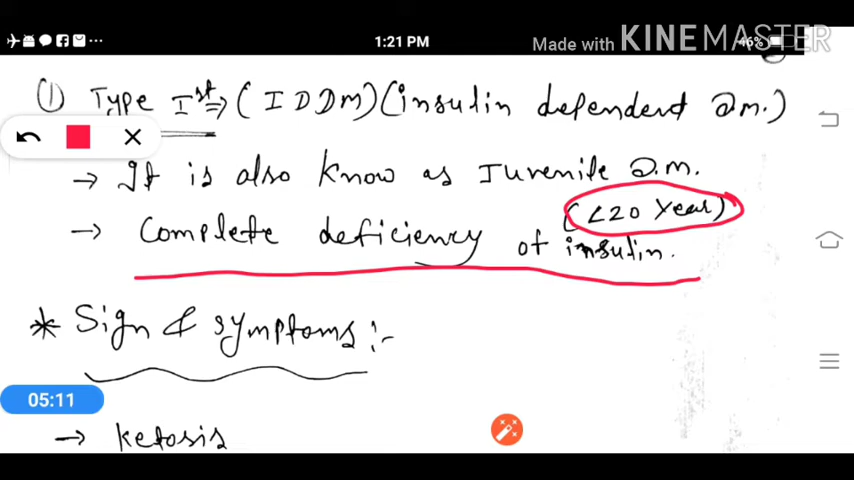 1:21 PM
Made with KINEMASTER
46%
① Type Ist ⇒ (IDDM) (insulin dependent D.M.)
→ It is also know as Juvenile D.M.
(<20 Year)
→ Complete deficiency of insulin.
* Sign & symptoms :-
05:11
→ ketosis